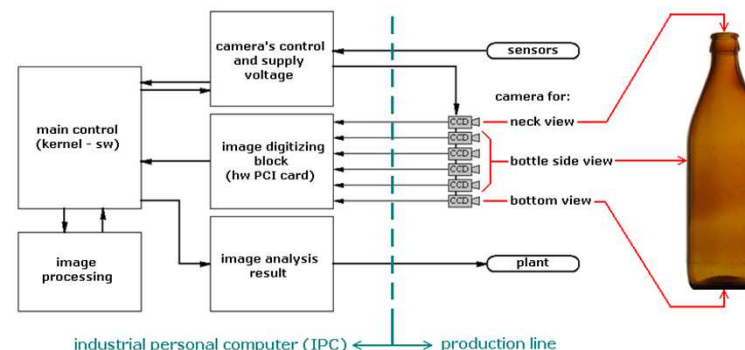 camera's control
and supply
voltage
sensors
camera for:
main control
(kernel - sw)
image digitizing
block
(hw PCI card)
CCD
CCD
CCD
CCD
CCD
CCD
neck view
bottle side view
bottom view
image
processing
image analysis
result
plant
industrial personal computer (IPC)
production line